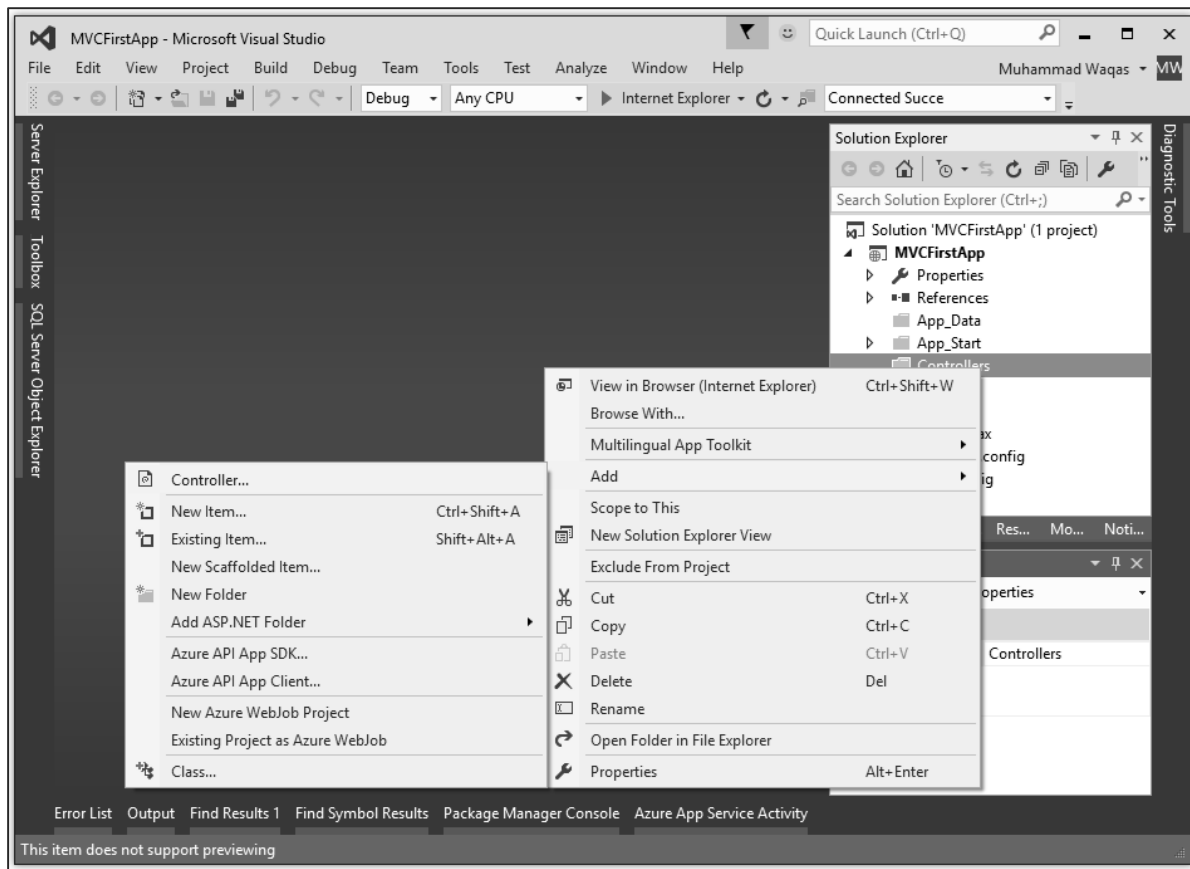 MVCFirstApp - Microsoft Visual Studio
Quick Launch (Ctrl+Q)
File Edit View Project Build Debug Team Tools Test Analyze Window Help
Muhammad Waqas MW
Debug Any CPU Internet Explorer Connected Succe
Server Explorer
Toolbox
SQL Server Object Explorer
Solution Explorer
Search Solution Explorer (Ctrl+;)
Solution 'MVCFirstApp' (1 project)
MVCFirstApp
Properties
References
App_Data
App_Start
Controllers
ax
config
ig
Res... Mo... Noti...
operties
Controllers
Diagnostic Tools
View in Browser (Internet Explorer) Ctrl+Shift+W
Browse With...
Multilingual App Toolkit
Add
Scope to This
New Solution Explorer View
Exclude From Project
Cut Ctrl+X
Copy Ctrl+C
Paste Ctrl+V
Delete Del
Rename
Open Folder in File Explorer
Properties Alt+Enter
Controller...
New Item... Ctrl+Shift+A
Existing Item... Shift+Alt+A
New Scaffolded Item...
New Folder
Add ASP.NET Folder
Azure API App SDK...
Azure API App Client...
New Azure WebJob Project
Existing Project as Azure WebJob
Class...
Error List Output Find Results 1 Find Symbol Results Package Manager Console Azure App Service Activity
This item does not support previewing